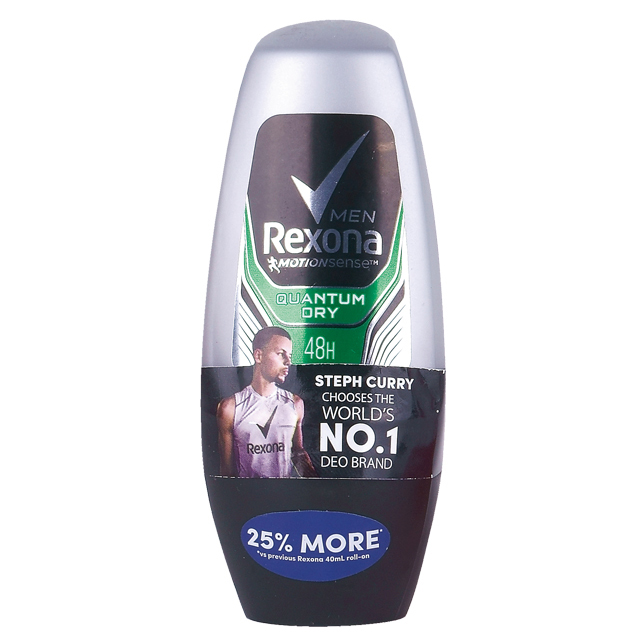 MEN
Rexona
MOTIONsense™
QUANTUM
DRY
48H
STEPH CURRY
CHOOSES THE
WORLD'S
NO.1
DEO BRAND
Rexona
25% MORE*
*vs previous Rexona 40mL roll-on